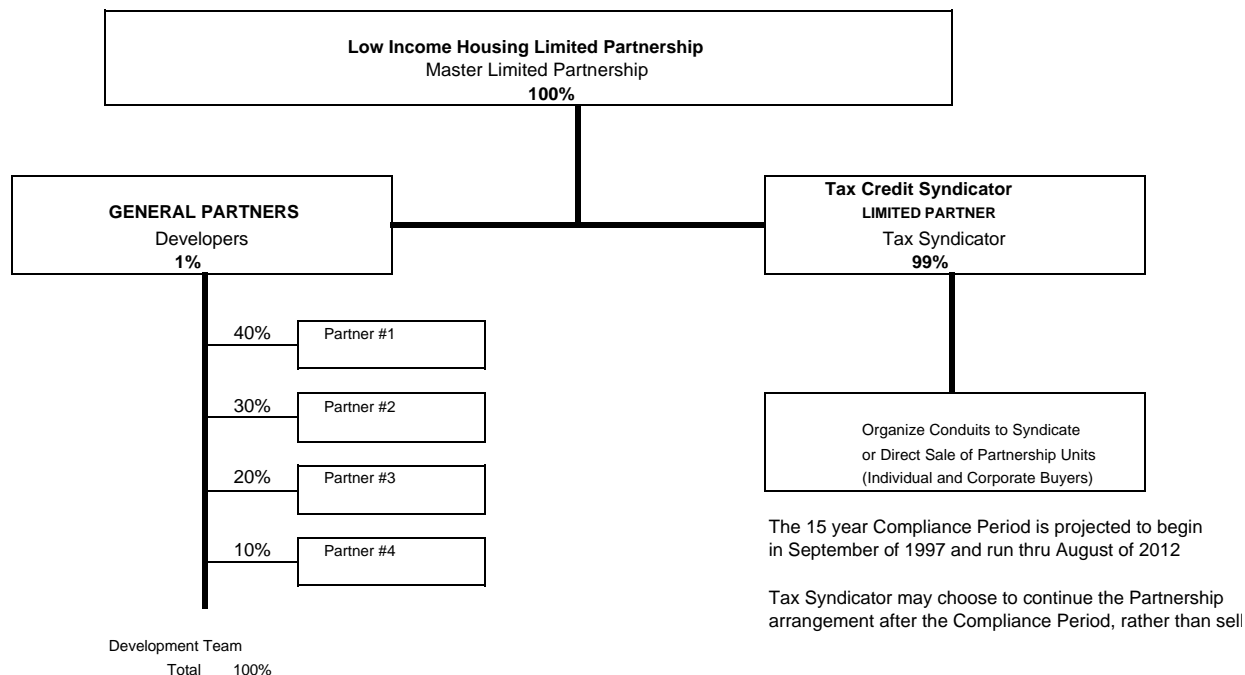 Low Income Housing Limited Partnership
Master Limited Partnership
100%
GENERAL PARTNERS
Developers
1%
Tax Credit Syndicator
LIMITED PARTNER
Tax Syndicator
99%
40%
Partner #1
30%
Partner #2
20%
Partner #3
10%
Partner #4
Development Team
Total 100%
Organize Conduits to Syndicate
or Direct Sale of Partnership Units
(Individual and Corporate Buyers)
The 15 year Compliance Period is projected to begin
in September of 1997 and run thru August of 2012
Tax Syndicator may choose to continue the Partnership
arrangement after the Compliance Period, rather than sell